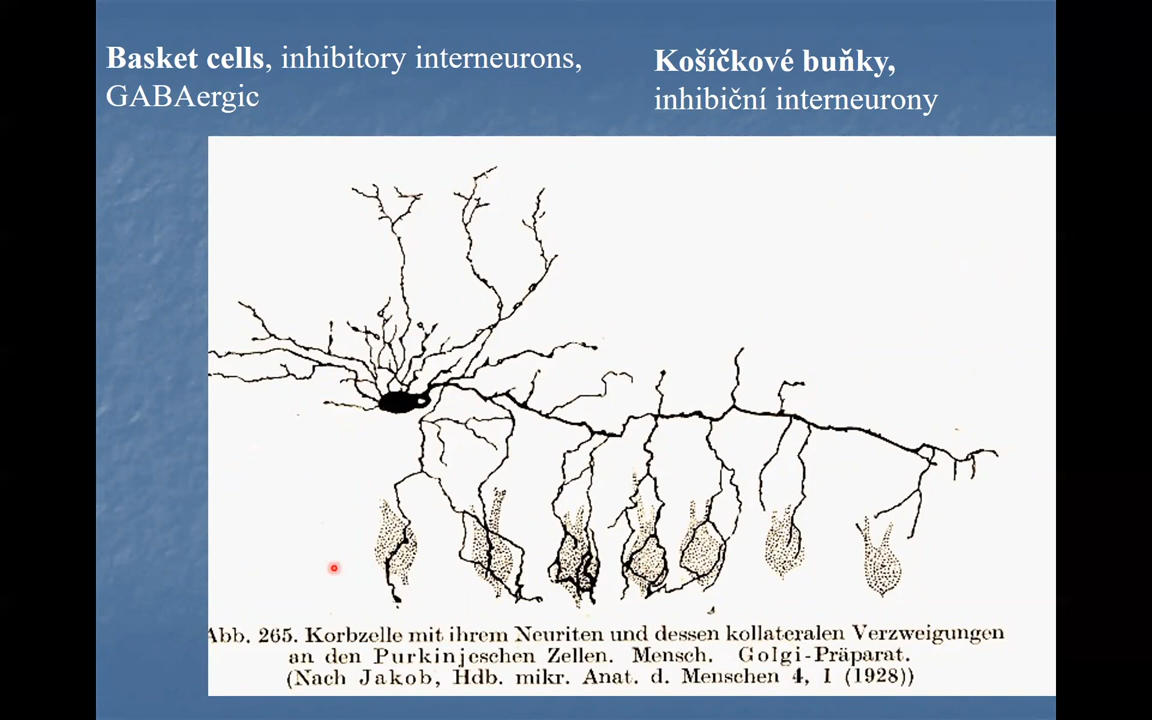 Basket cells, inhibitory interneurons,
GABAergic
Košíčkové buňky,
inhibiční interneurony
Abb. 265. Korbzelle mit ihrem Neuriten und dessen kollateralen Verzweigungen
an den Purkinjeschen Zellen. Mensch. Golgi-Präparat.
(Nach Jakob, Hdb. mikr. Anat. d. Menschen 4, I (1928))